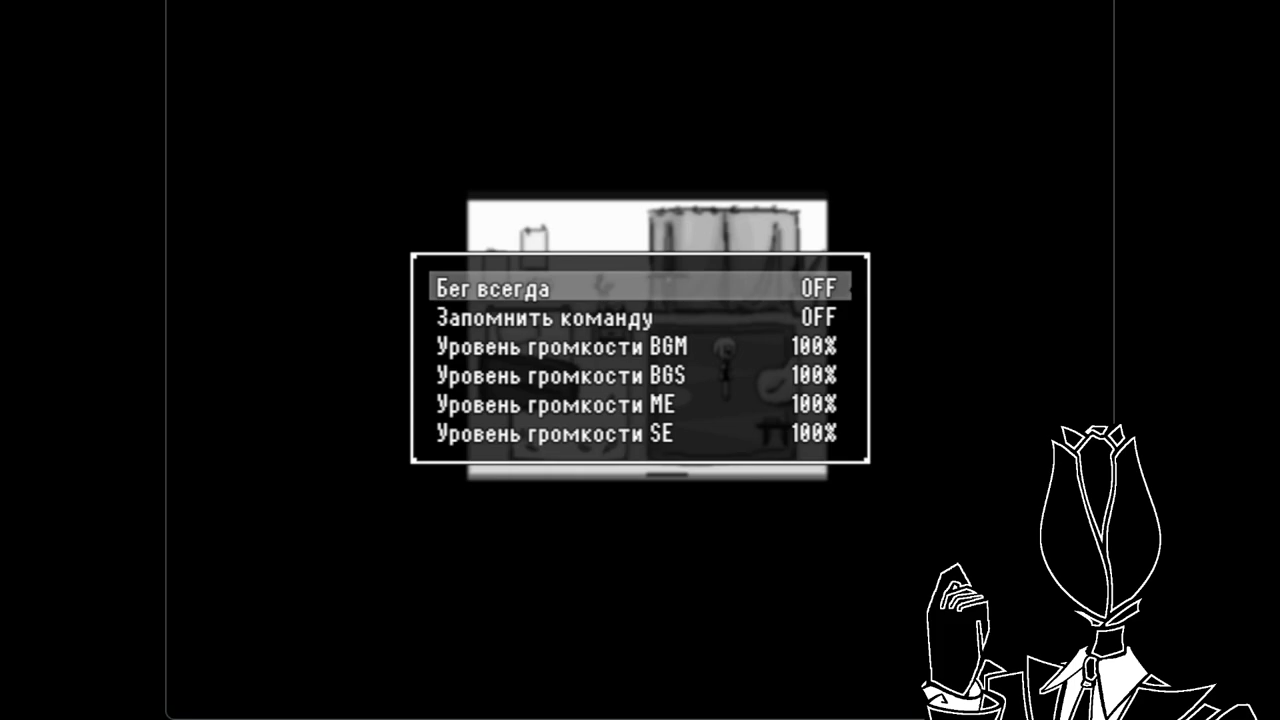 Бег всегда OFF
Запомнить команду OFF
Уровень громкости BGM 100%
Уровень громкости BGS 100%
Уровень громкости ME 100%
Уровень громкости SE 100%